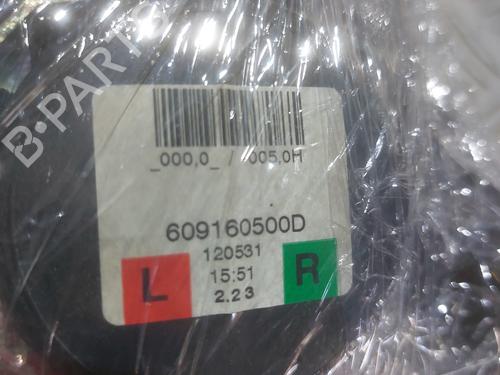 B-PARTS
_000,0_ / 005,0H
609160500D
120531
15:51
L R
2.23